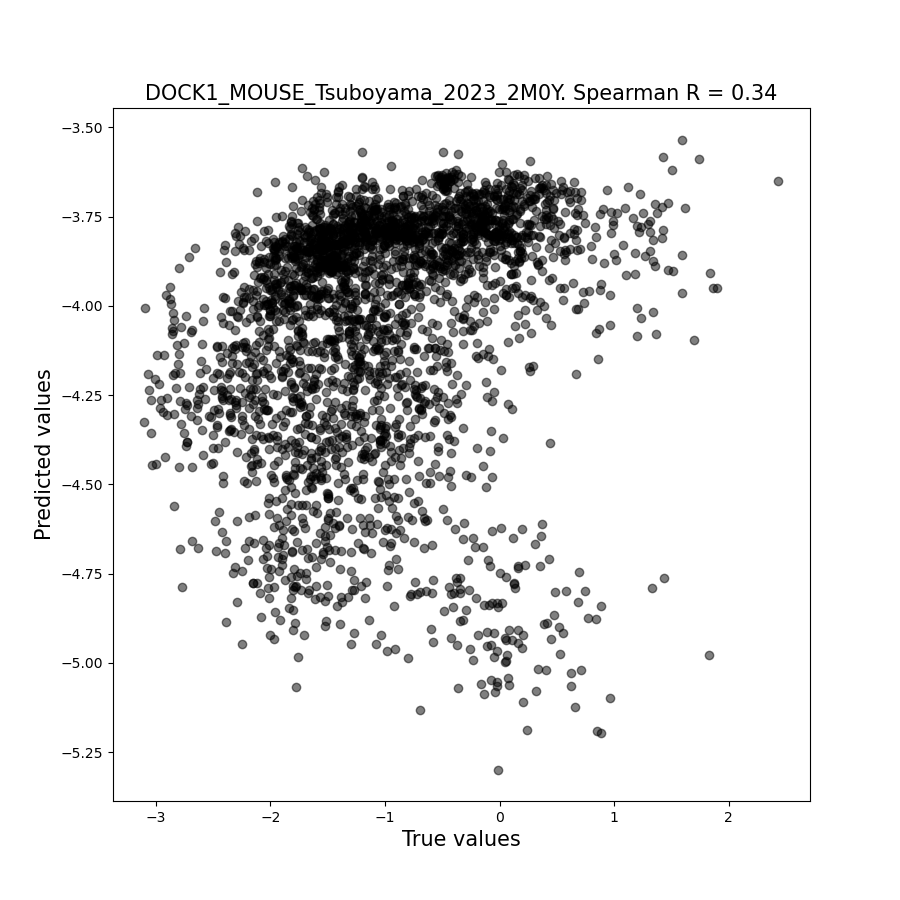 DOCK1_MOUSE_Tsuboyama_2023_2M0Y. Spearman R = 0.34
Predicted values
−3.50
−3.75
−4.00
−4.25
−4.50
−4.75
−5.00
−5.25
−3 −2 −1 0 1 2
True values